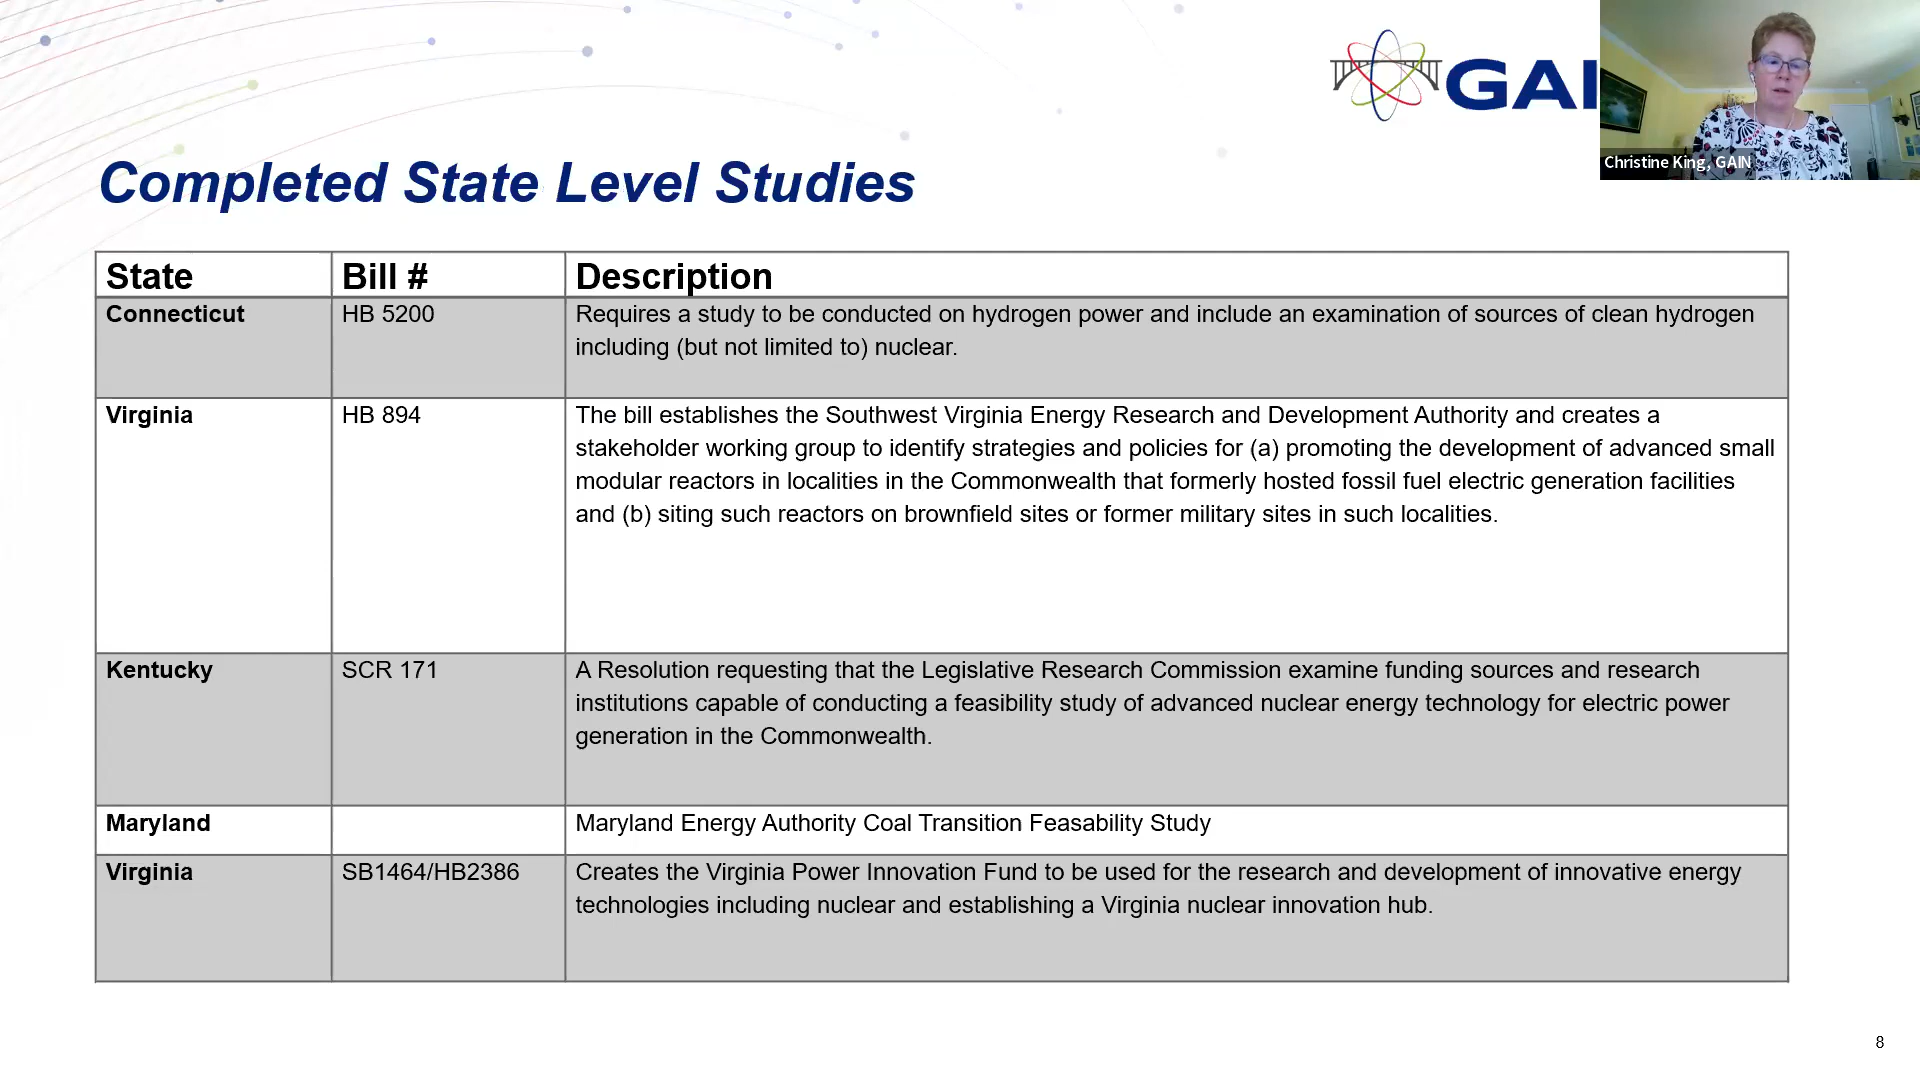 GAI
Christine King, GAIN
Completed State Level Studies
State Bill # Description
Connecticut HB 5200 Requires a study to be conducted on hydrogen power and include an examination of sources of clean hydrogen
including (but not limited to) nuclear.
Virginia HB 894 The bill establishes the Southwest Virginia Energy Research and Development Authority and creates a
stakeholder working group to identify strategies and policies for (a) promoting the development of advanced small
modular reactors in localities in the Commonwealth that formerly hosted fossil fuel electric generation facilities
and (b) siting such reactors on brownfield sites or former military sites in such localities.
Kentucky SCR 171 A Resolution requesting that the Legislative Research Commission examine funding sources and research
institutions capable of conducting a feasibility study of advanced nuclear energy technology for electric power
generation in the Commonwealth.
Maryland Maryland Energy Authority Coal Transition Feasability Study
Virginia SB1464/HB2386 Creates the Virginia Power Innovation Fund to be used for the research and development of innovative energy
technologies including nuclear and establishing a Virginia nuclear innovation hub.
8